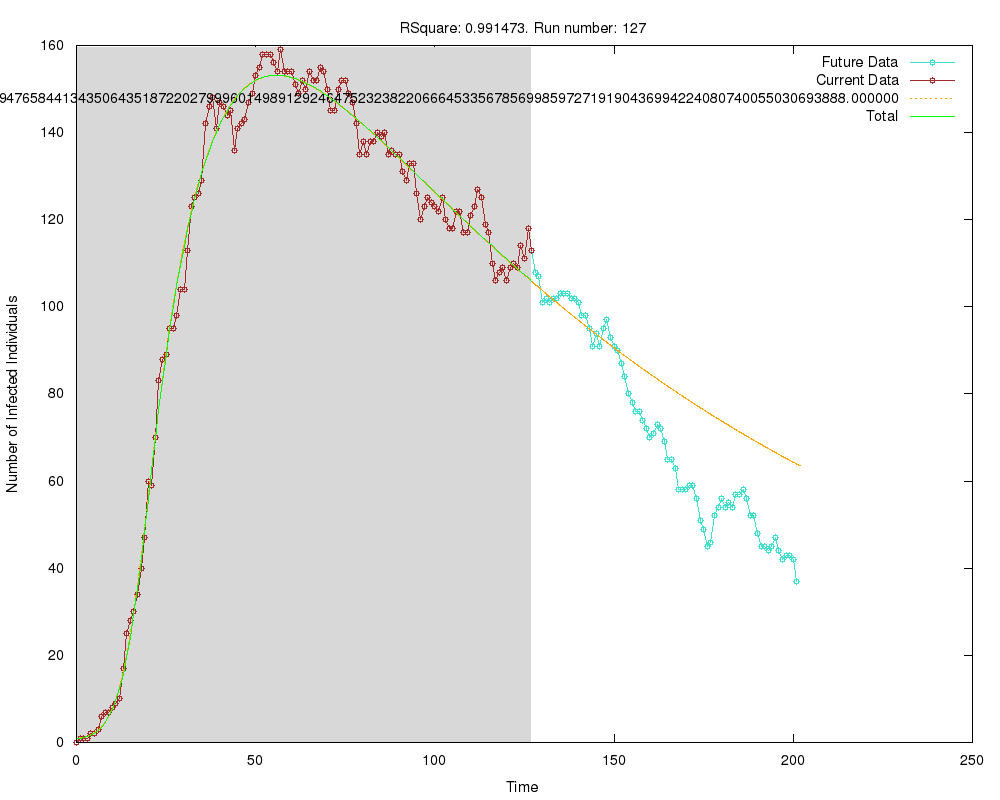 RSquare: 0.991473. Run number: 127
160
Future Data
Current Data
Total
140
120
100
80
60
40
20
0
Number of Infected Individuals
0 50 100 150 200 250
Time